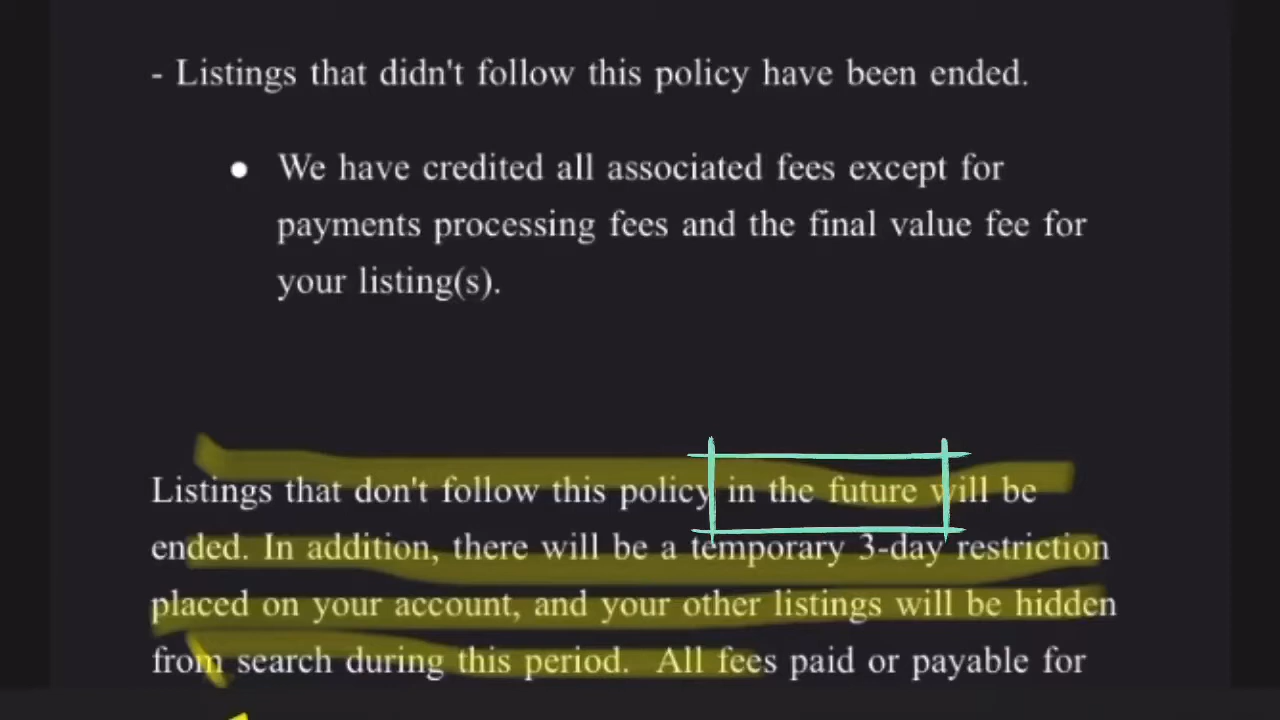 - Listings that didn't follow this policy have been ended.
● We have credited all associated fees except for
payments processing fees and the final value fee for
your listing(s).
Listings that don't follow this policy in the future will be
ended. In addition, there will be a temporary 3-day restriction
placed on your account, and your other listings will be hidden
from search during this period. All fees paid or payable for